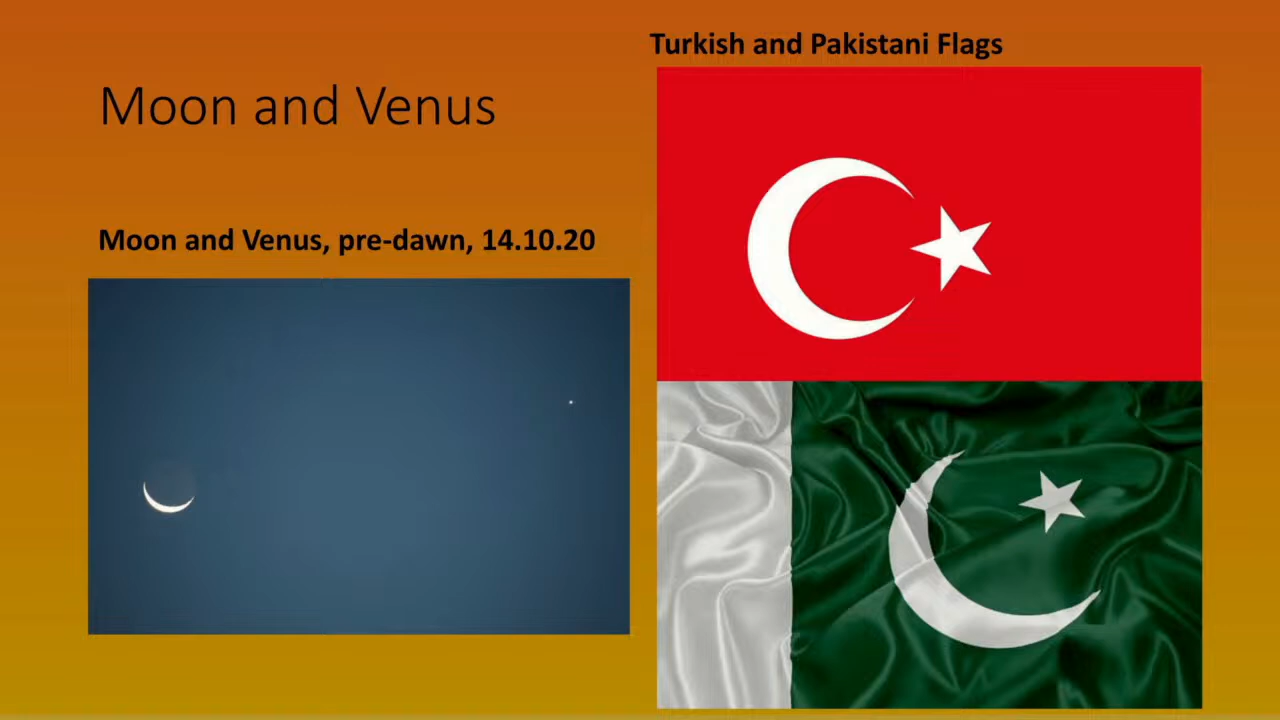 Turkish and Pakistani Flags
Moon and Venus
Moon and Venus, pre-dawn, 14.10.20